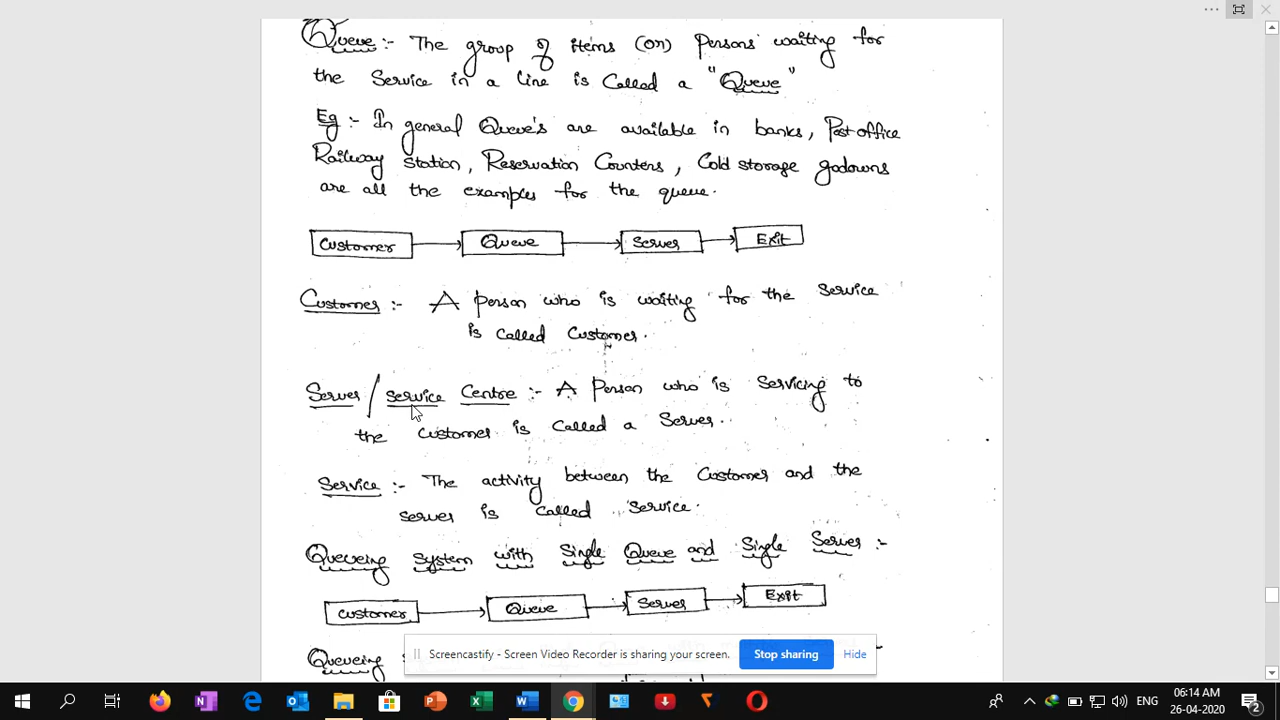 Queue :- The group of items (or) Persons waiting for
the Service in a line is Called a "Queue"
Eg :- In general Queue's are available in banks, Post office
Railway station, Reservation Counters, Cold storage godowns
are all the examples for the queue.
Customer Queue Server Exit
Customer :- A person who is waiting for the Service
is called Customer.
Server / Service Centre :- A Person who is Servicing to
the customer is called a Server.
Service :- The activity between the Customer and the
server is called Service.
Queueing System with Single Queue and Single Server :-
Customer Queue Server Exit
Queueing
Screencastify - Screen Video Recorder is sharing your screen. Stop sharing Hide
ENG 06:14 AM
26-04-2020 2